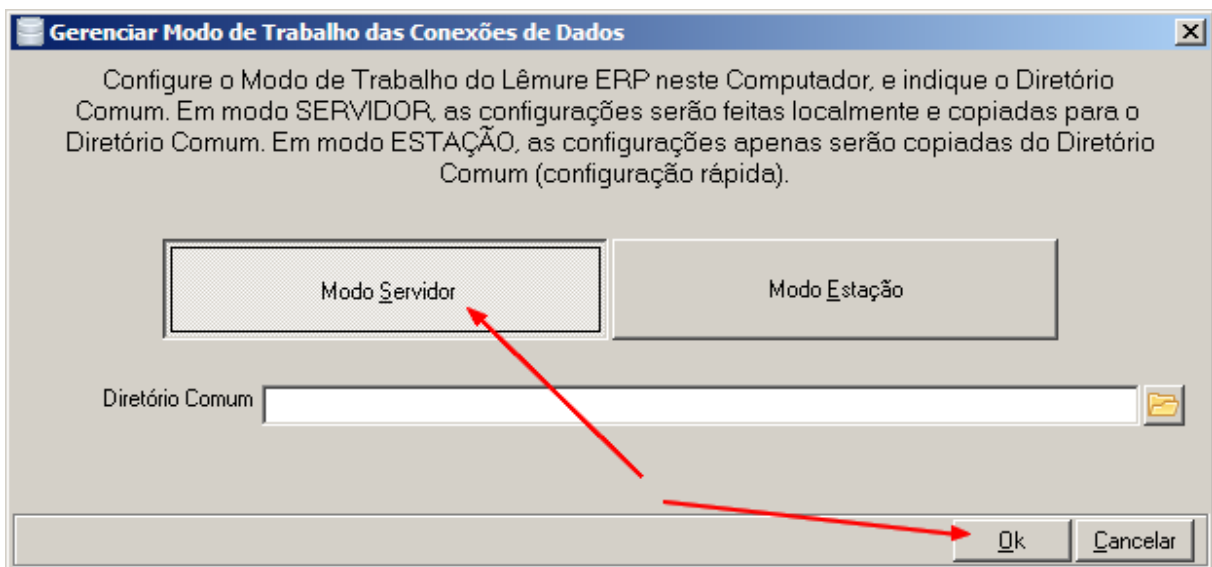 Gerenciar Modo de Trabalho das Conexões de Dados
Configure o Modo de Trabalho do Lêmure ERP neste Computador, e indique o Diretório
Comum. Em modo SERVIDOR, as configurações serão feitas localmente e copiadas para o
Diretório Comum. Em modo ESTAÇÃO, as configurações apenas serão copiadas do Diretório
Comum (configuração rápida).
Modo Servidor
Modo Estação
Diretório Comum
Ok
Cancelar